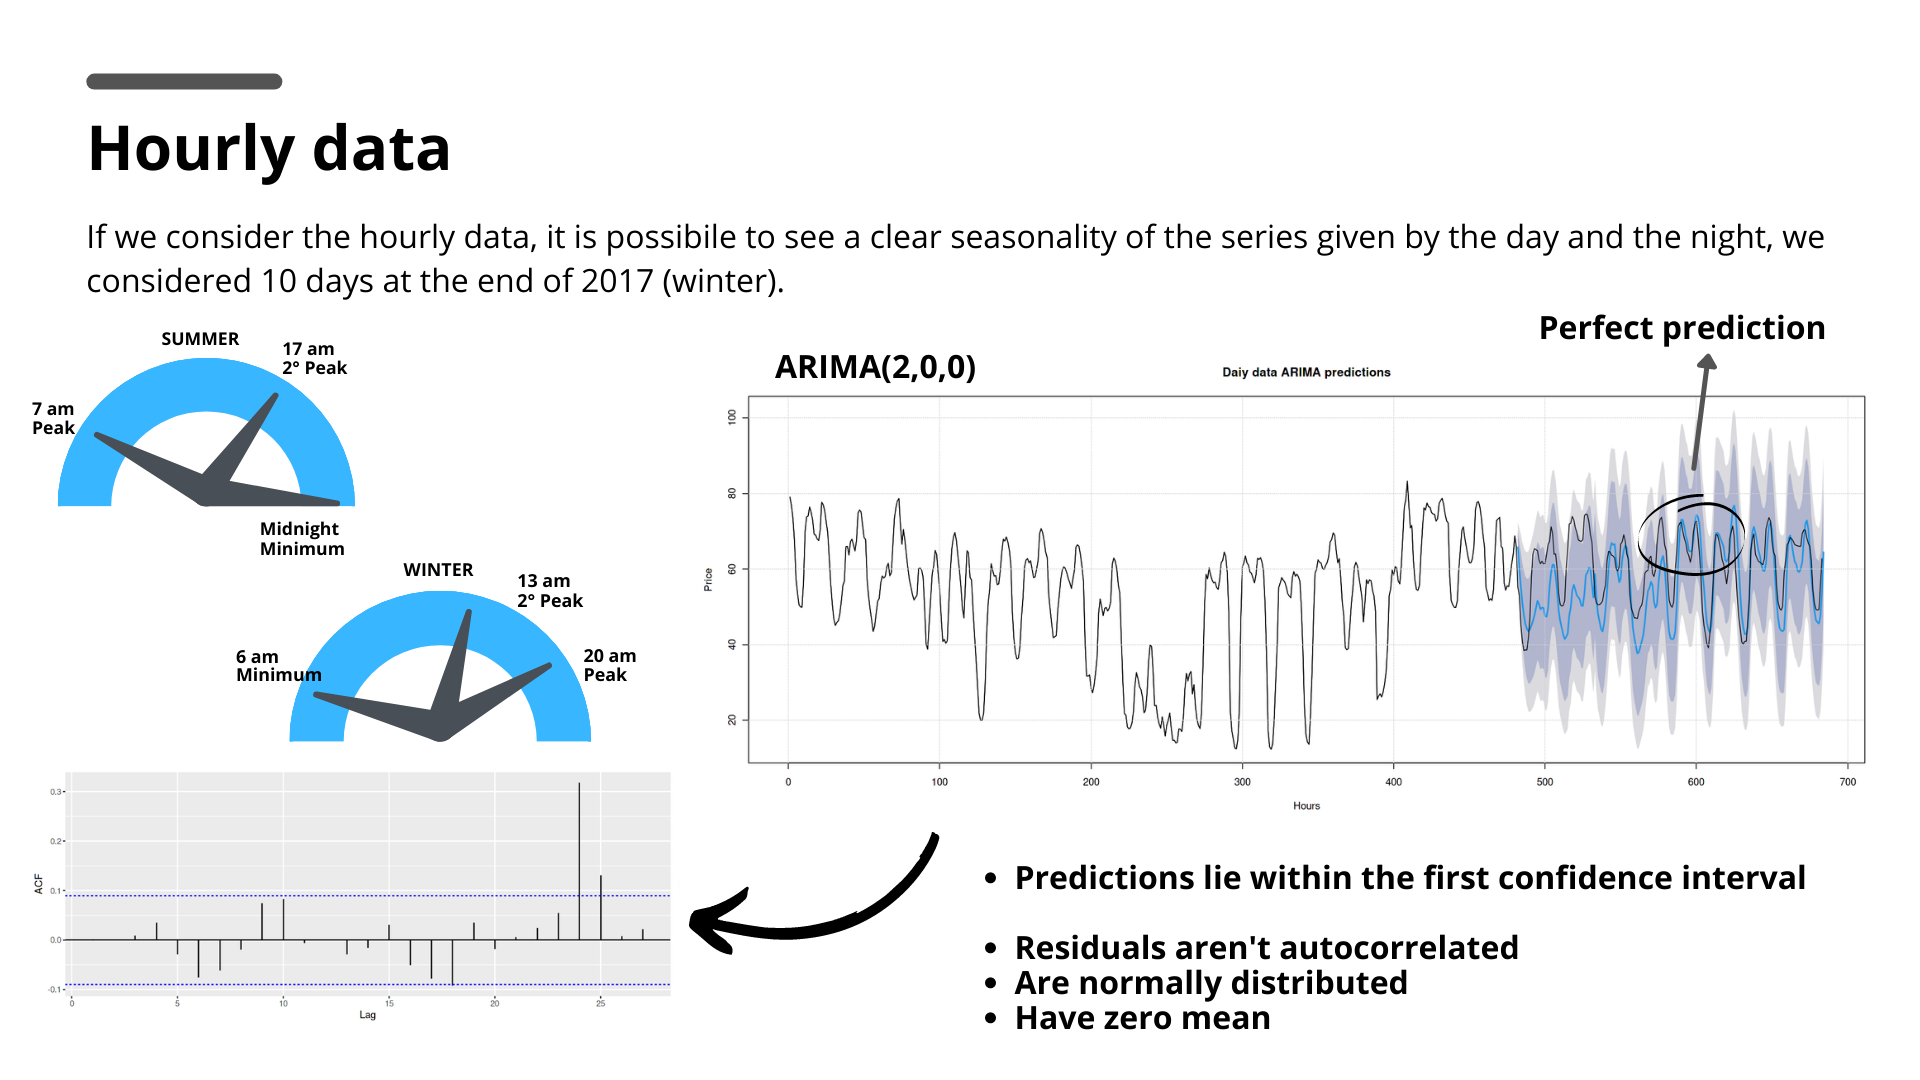 Hourly data
If we consider the hourly data, it is possibile to see a clear seasonality of the series given by the day and the night, we
considered 10 days at the end of 2017 (winter).
SUMMER
17 am
2° Peak
7 am
Peak
Midnight
Minimum
WINTER
13 am
2° Peak
6 am
Minimum
20 am
Peak
Perfect prediction
ARIMA(2,0,0)
Daiy data ARIMA predictions
Price
100
80
60
40
20
0 100 200 300 400 500 600 700
Hours
ACF
0.3
0.2
0.1
0.0
-0.1
0 5 10 15 20 25
Lag
• Predictions lie within the first confidence interval
• Residuals aren't autocorrelated
• Are normally distributed
• Have zero mean